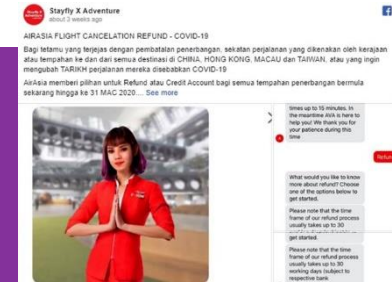 Stayfly X Adventure
about 3 weeks ago
AIRASIA FLIGHT CANCELATION REFUND - COVID-19
Bagi tetamu yang terjejas dengan pembatalan penerbangan, sekatan perjalanan yang dikenakan oleh kerajaan
atau tempahan ke dan dari semua destinasi di CHINA, HONG KONG, MACAU dan TAIWAN, atau yang ingin
mengubah TARIKH perjalanan mereka disebabkan COVID-19
AirAsia memberi pilihan untuk Refund atau Credit Account bagi semua tempahan penerbangan bermula
sekarang hingga ke 31 MAC 2020... See more
times up to 15 minutes. In
the meantime AVA is here to
help you! We thank you for
your patience during this
time
Refund
What would you like to know
more about refund? Choose
one of the options below to
get started.
Please note that the time
frame of our refund process
usually takes up to 30
get started.
Please note that the time
frame of our refund process
usually takes up to 30
working days (subject to
respective bank